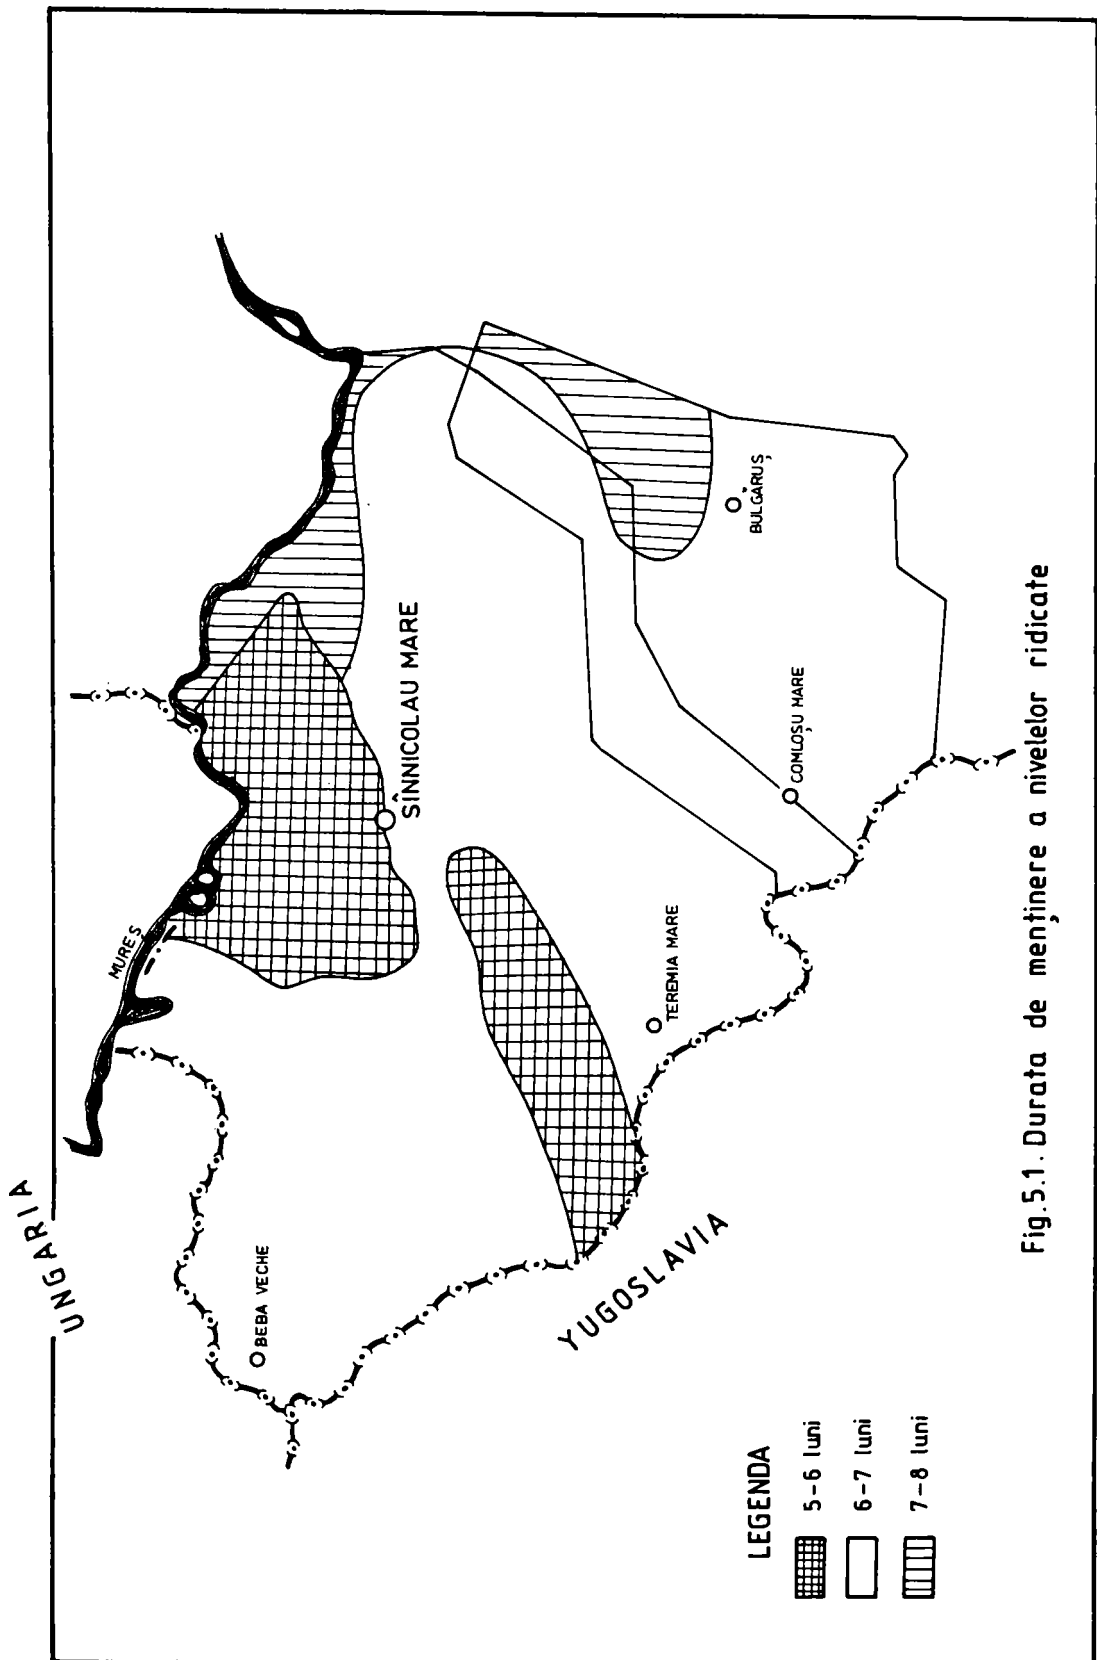 UNGARIA
MUREȘ
SÎNNICOLAU MARE
BEBA VECHE
TEREMIA MARE
COMLOȘU MARE
BULGĂRUȘ
YUGOSLAVIA
LEGENDA
5-6 luni
6-7 luni
7-8 luni
Fig.5.1. Durata de menținere a nivelelor ridicate